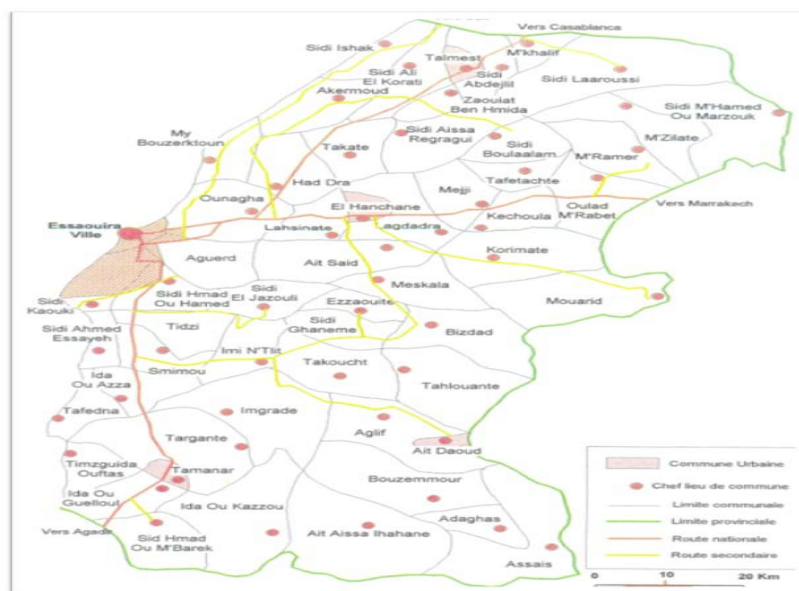 Vers Casablanca
Sidi Ishak
Talmest
M'khalif
Sidi Ali
El Korati
Sidi
Abdejlil
Sidi Laaroussi
Akermoud
Zaouiat
Ben Hmida
Sidi M'Hamed
Ou Marzouk
My
Bouzerktoun
Sidi Aissa
Regragui
Takate
Sidi
Boulaalam
M'Zilate
M'Ramer
Had Dra
Tafetachte
Ounagha
El Hanchane
Mejji
Oulad
M'Rabet
Vers Marrakech
Essaouira
Ville
Lahsinate
Lagdadra
Kechoula
Aguerd
Ait Said
Korimate
Meskala
Mouarid
Sidi
Kaouki
Sidi Hmad
Ou Hamed
Sidi
El Jazouli
Ezzaouite
Sidi Ahmed
Essayeh
Tidzi
Sidi
Ghaneme
Bizdad
Imi N'Tlit
Takoucht
Smimou
Ida
Ou Azza
Tahlouante
Tafedna
Imgrade
Aglif
Targante
Ait Daoud
Timzguida
Ouftas
Tamanar
Bouzemmour
Ida Ou
Guelloul
Ida Ou Kazzou
Vers Agadir
Sid Hmad
Ou M'Barek
Ait Aissa Ihahane
Adaghas
Assais
Commune Urbaine
Chef lieu de commune
Limite communale
Limite provinciale
Route nationale
Route secondaire
0 10 20 Km